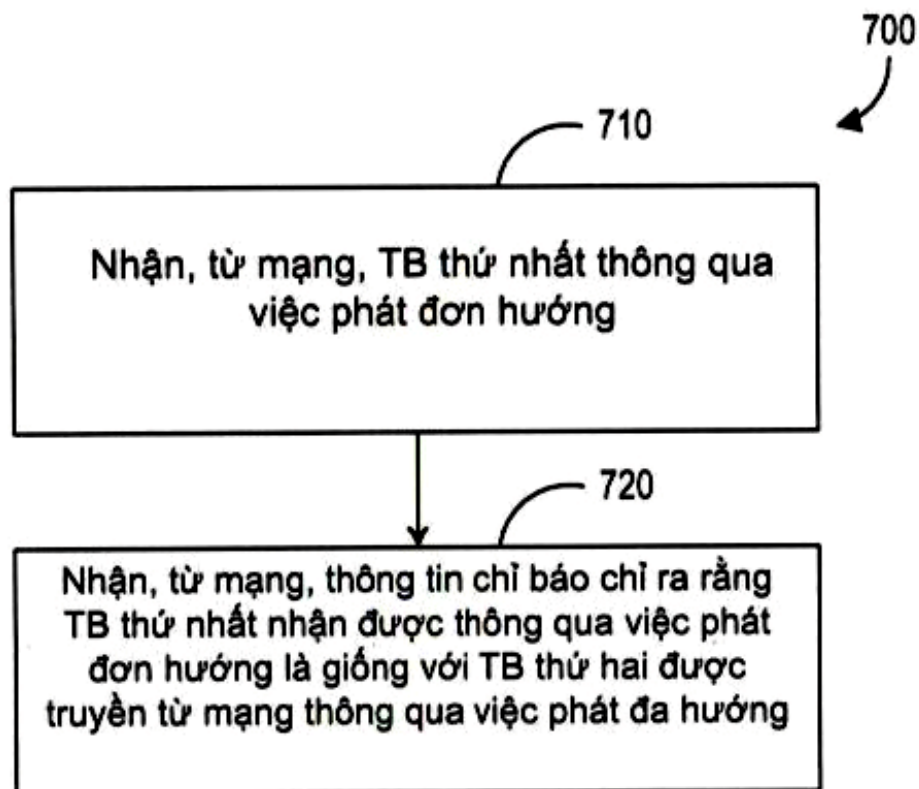 700
710
Nhận, từ mạng, TB thứ nhất thông qua
việc phát đơn hướng
720
Nhận, từ mạng, thông tin chỉ báo chỉ ra rằng
TB thứ nhất nhận được thông qua việc phát
đơn hướng là giống với TB thứ hai được
truyền từ mạng thông qua việc phát đa hướng